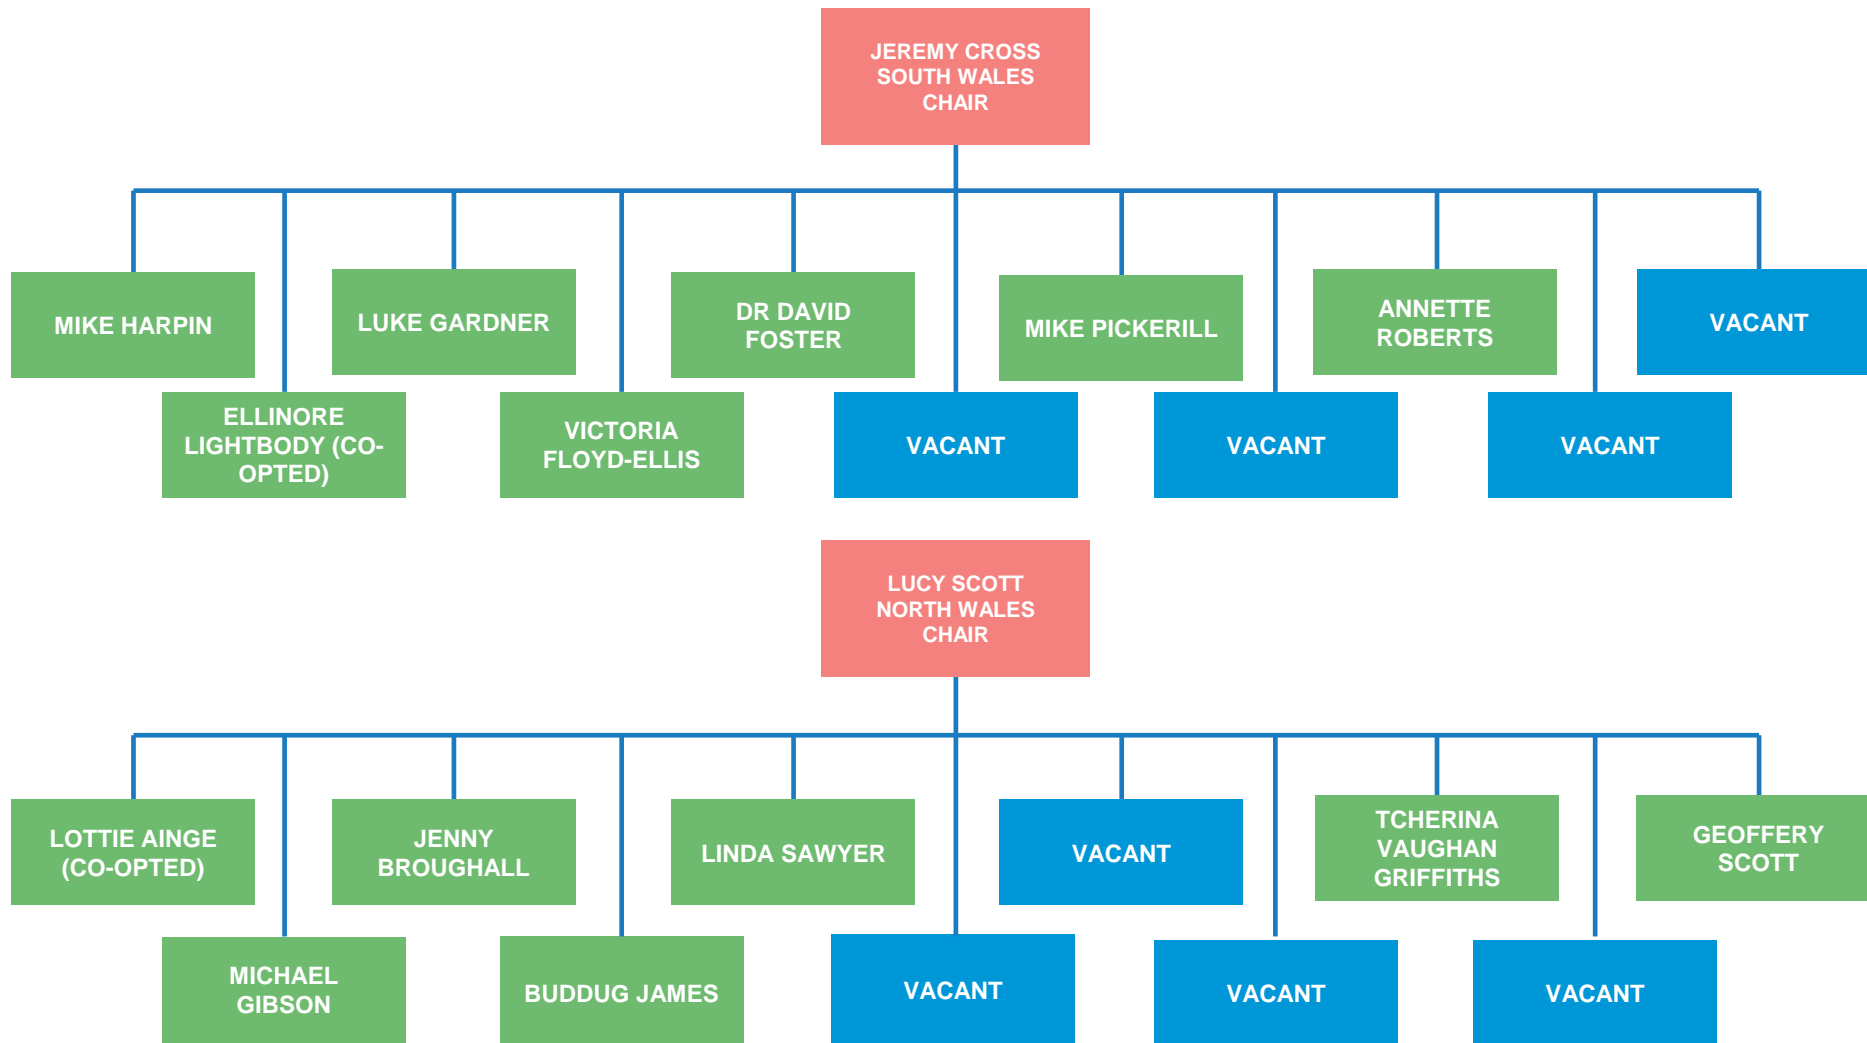 JEREMY CROSS
SOUTH WALES
CHAIR
MIKE HARPIN
LUKE GARDNER
DR DAVID
FOSTER
MIKE PICKERILL
ANNETTE
ROBERTS
VACANT
ELLINORE
LIGHTBODY (CO-
OPTED)
VICTORIA
FLOYD-ELLIS
VACANT
VACANT
VACANT
LUCY SCOTT
NORTH WALES
CHAIR
LOTTIE AINGE
(CO-OPTED)
JENNY
BROUGHALL
LINDA SAWYER
VACANT
TCHERINA
VAUGHAN
GRIFFITHS
GEOFFERY
SCOTT
MICHAEL
GIBSON
BUDDUG JAMES
VACANT
VACANT
VACANT